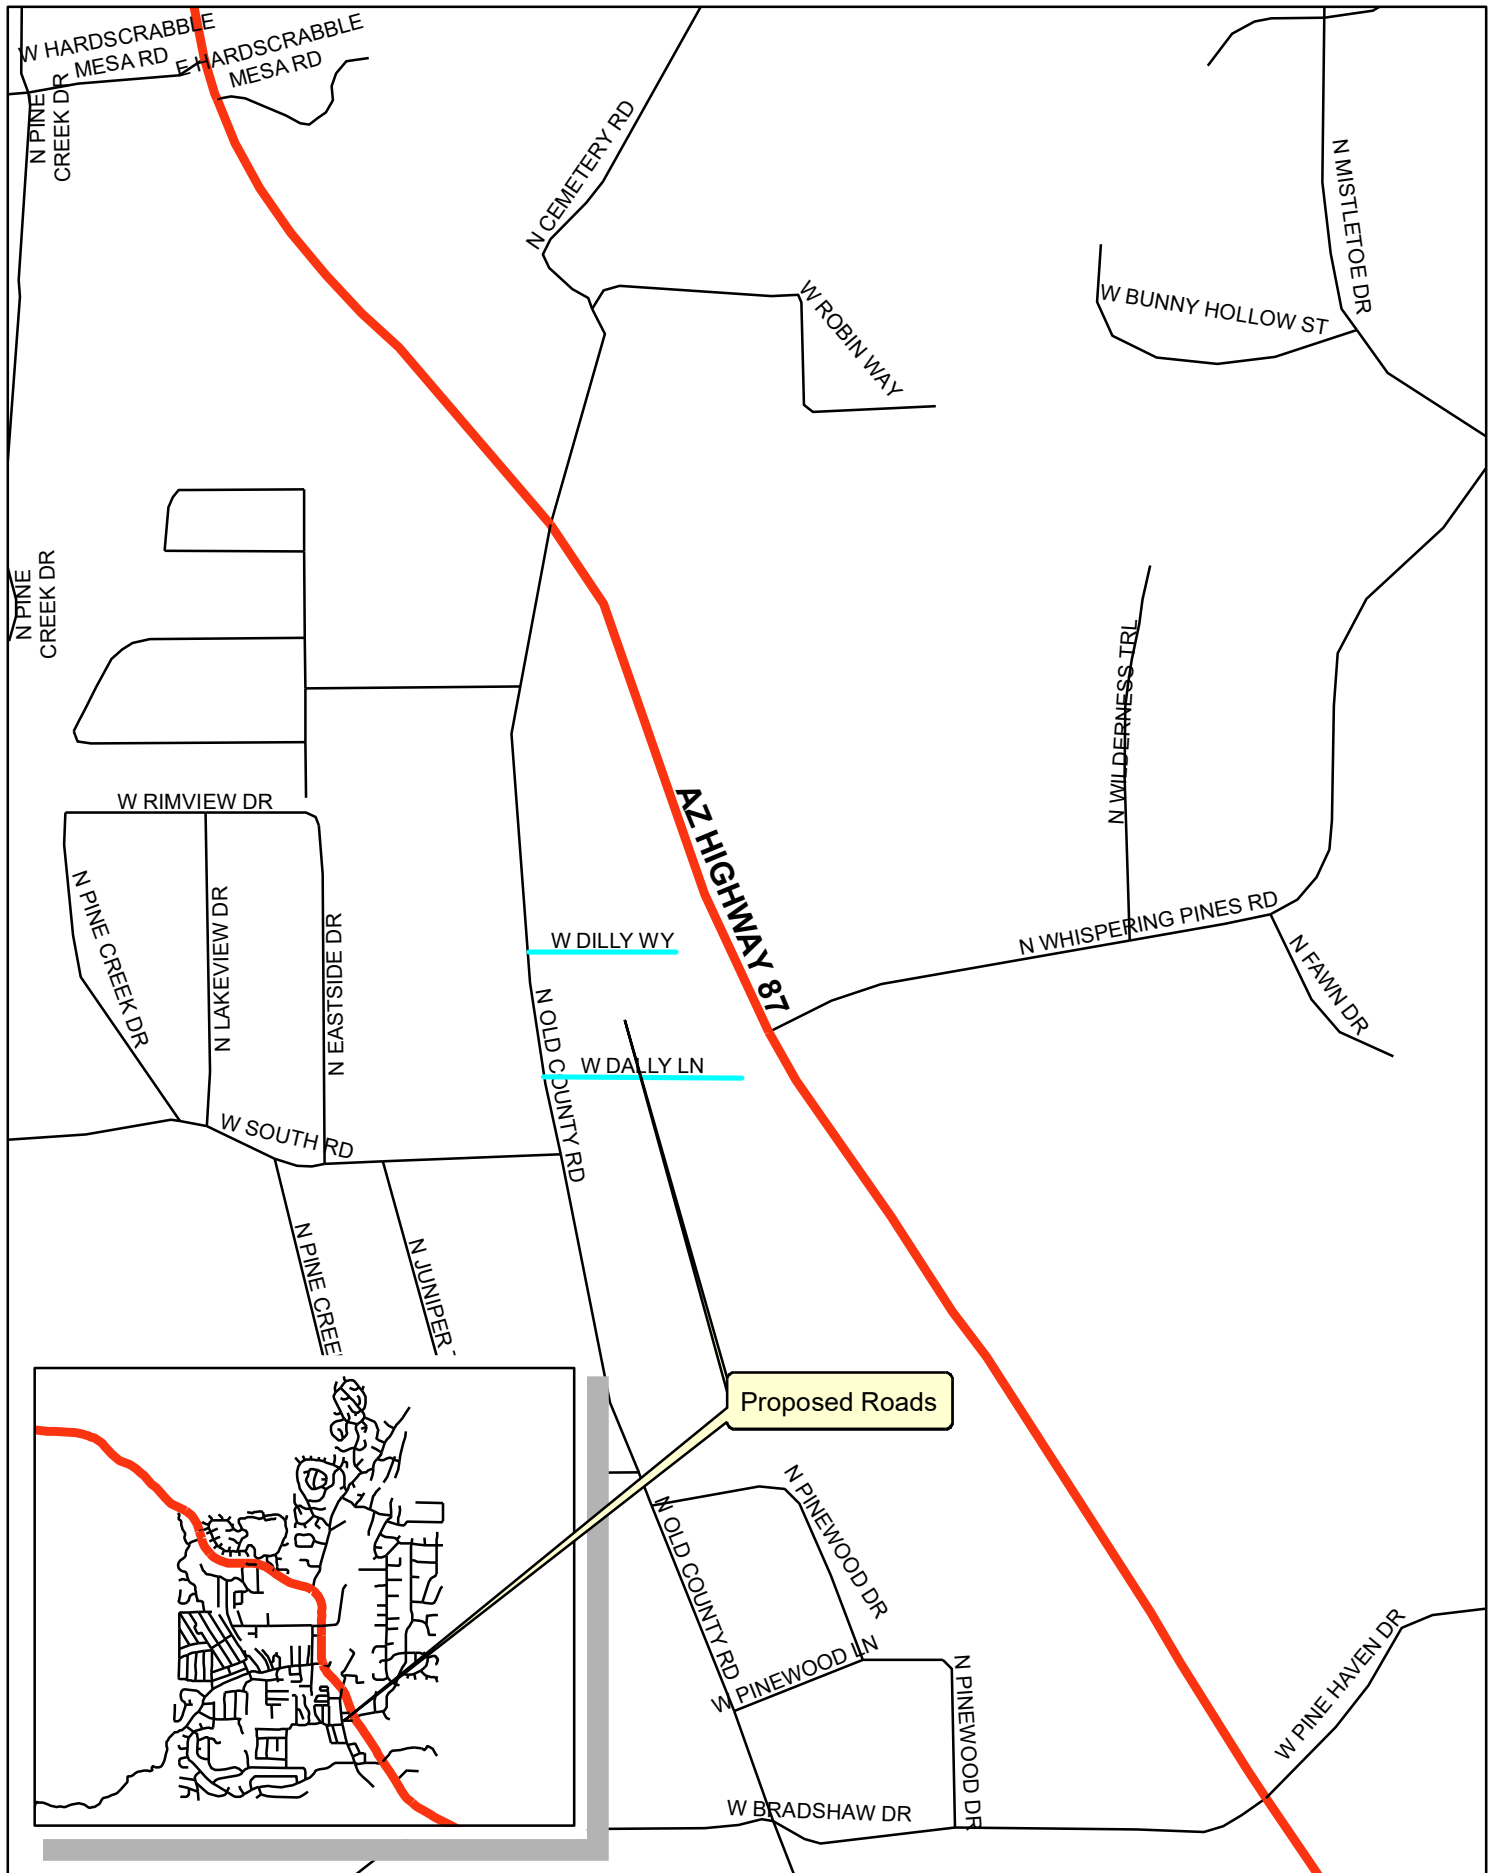 W HARDSCRABBLE
MESA RD
E HARDSCRABBLE
MESA RD
N PINE
CREEK DR
N CEMETERY RD
N MISTLETOE DR
W ROBIN WAY
W BUNNY HOLLOW ST
N PINE
CREEK DR
N WILDERNESS TRL
W RIMVIEW DR
AZ HIGHWAY 87
N PINE CREEK DR
N LAKEVIEW DR
N EASTSIDE DR
W DILLY WY
N WHISPERING PINES RD
N FAWN DR
N OLD COUNTY RD
W DALLY LN
W SOUTH RD
N PINE CREE
N JUNIPER
Proposed Roads
N PINEWOOD DR
N OLD COUNTY RD
W PINEWOOD LN
N PINEWOOD DR
W PINE HAVEN DR
W BRADSHAW DR